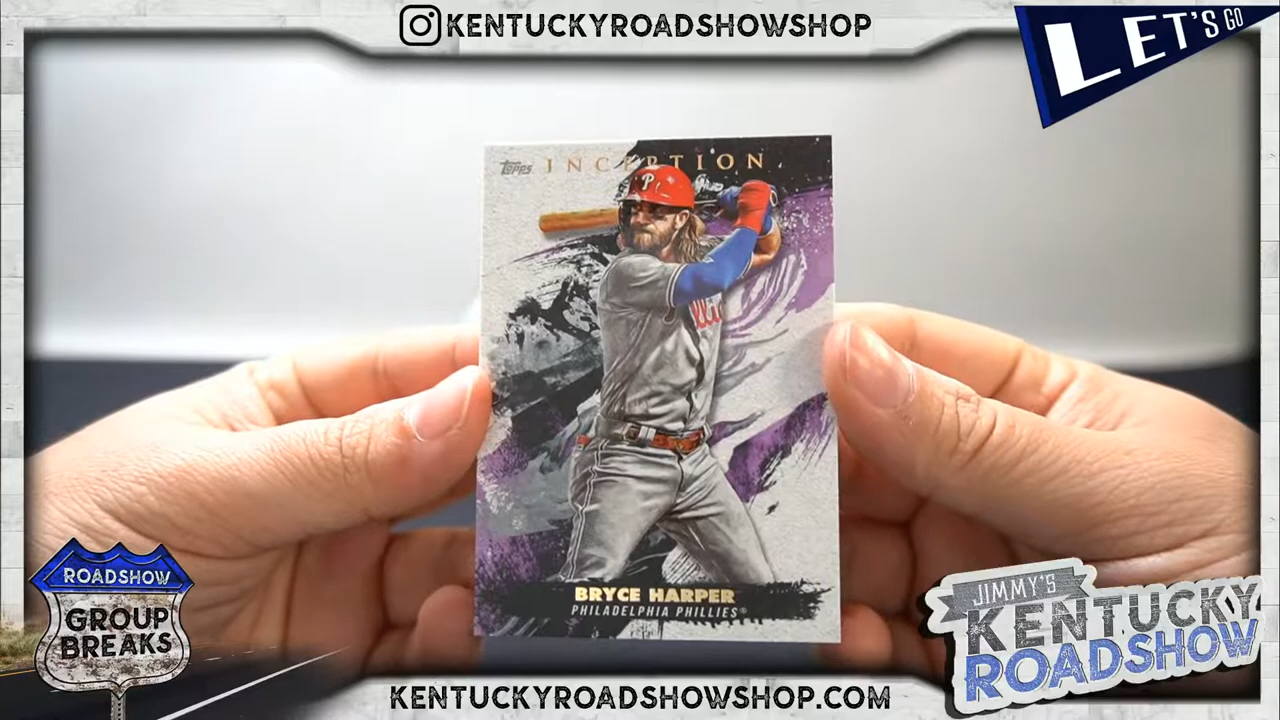 KENTUCKYROADSHOWSHOP
LET'S GO
Topps INCEPTION
P
BRYCE HARPER
PHILADELPHIA PHILLIES®
ROADSHOW
GROUP
BREAKS
JIMMY'S
KENTUCKY
ROADSHOW
KENTUCKYROADSHOWSHOP.COM